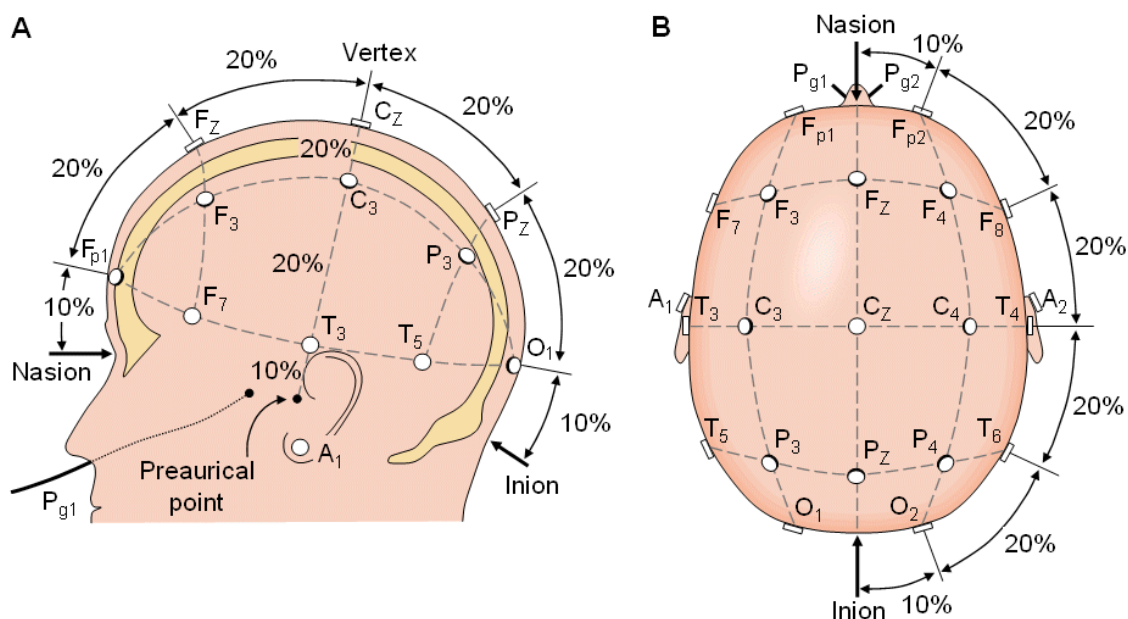 A
Vertex
20%
20%
FZ
CZ
20%
20%
F3
C3
PZ
Fp1
20%
P3
20%
10%
F7
T3
T5
O1
Nasion
10%
10%
A1
Preaurical
point
Inion
Pg1
B
Nasion
10%
Pg1
Pg2
20%
Fp1
Fp2
F7
F3
FZ
F4
F8
20%
A1
T3
C3
CZ
C4
T4
A2
20%
T5
P3
PZ
P4
T6
O1
O2
20%
Inion
10%